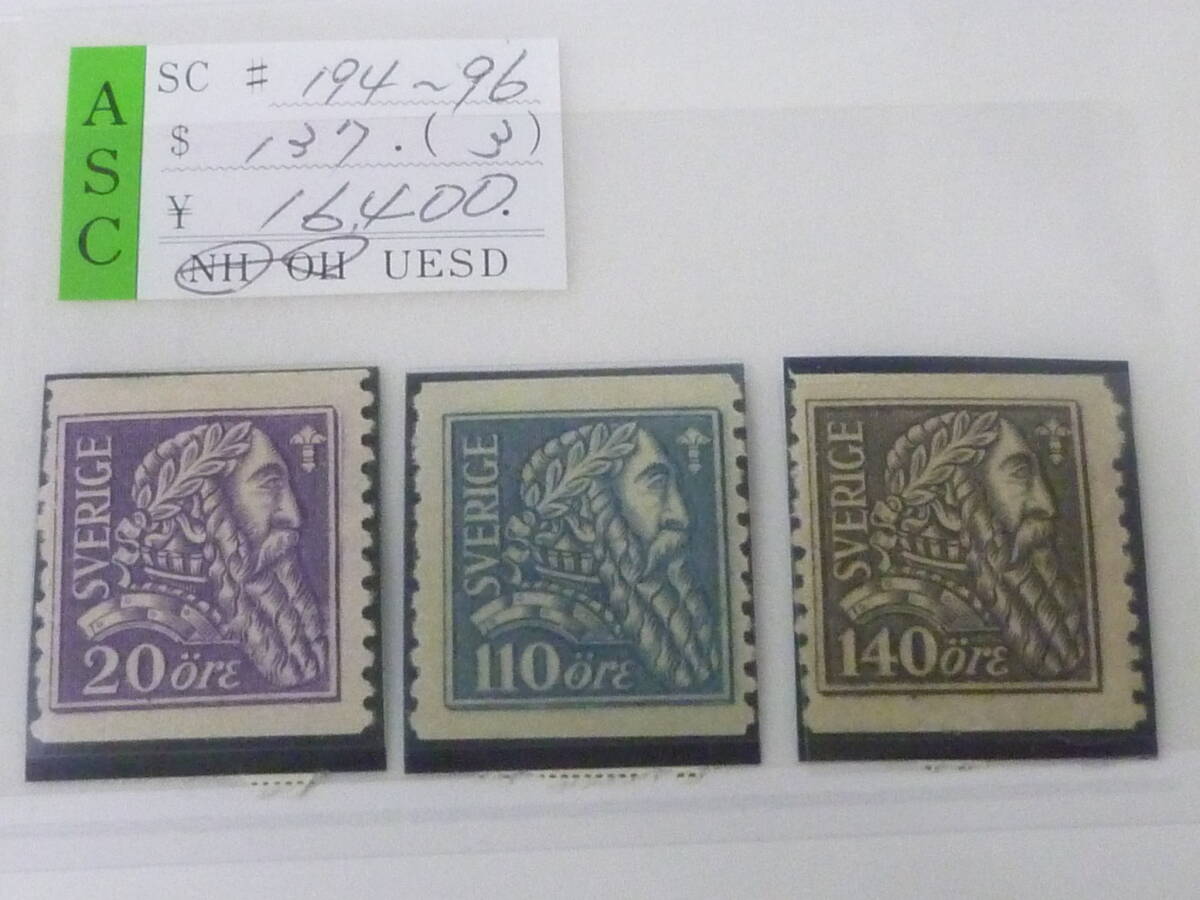 ASC
SC # 194~96
$ 137.(3)
¥ 16,400.
NH OH UESD
SVERIGE
20 öre
SVERIGE
110 öre
SVERIGE
140 öre